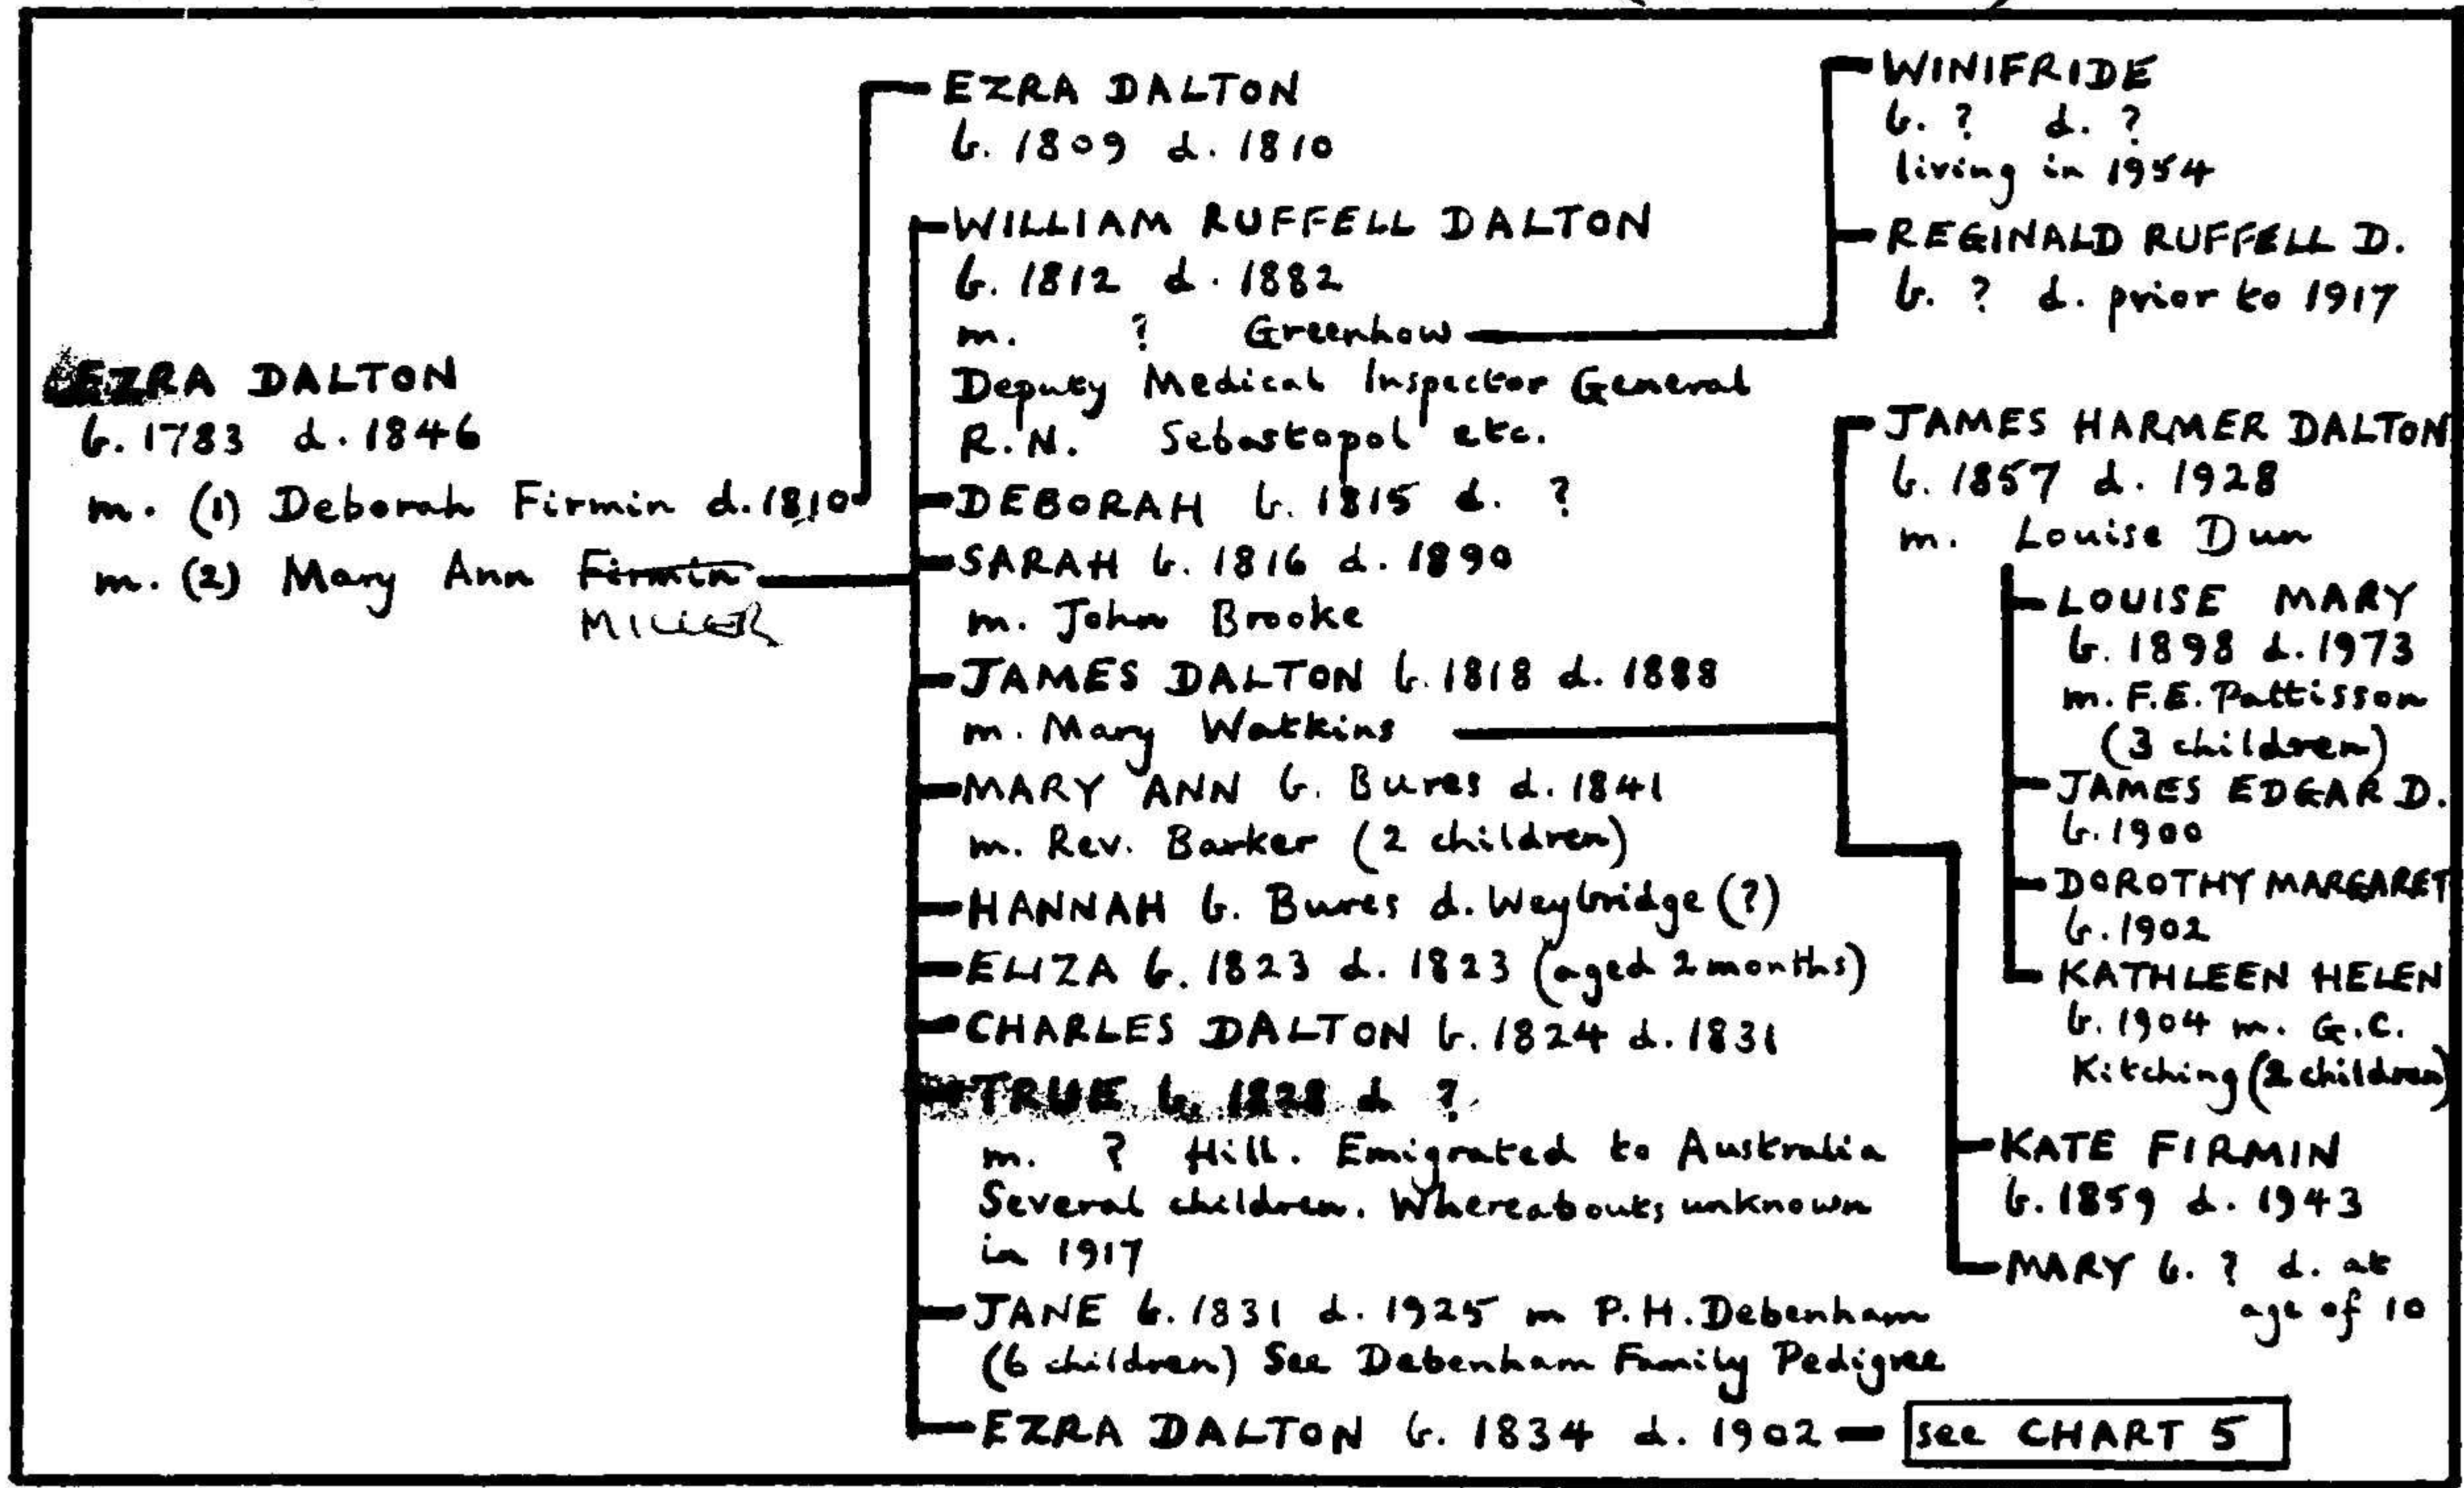 EZRA DALTON
b. 1783 d. 1846
m. (1) Deborah Firmin d. 1810
m. (2) Mary Ann Firmin
MILLER
EZRA DALTON
b. 1809 d. 1810
WILLIAM RUFFELL DALTON
b. 1812 d. 1882
m. ? Greenhow
Deputy Medical Inspector General
R.N. Sebastopol etc.
DEBORAH b. 1815 d. ?
SARAH b. 1816 d. 1890
m. John Brooke
JAMES DALTON b. 1818 d. 1888
m. Mary Watkins
MARY ANN b. Bures d. 1841
m. Rev. Barker (2 children)
HANNAH b. Bures d. Weybridge (?)
ELIZA b. 1823 d. 1823 (aged 2 months)
CHARLES DALTON b. 1824 d. 1831
TRUE b. 1828 d ?
m. ? Hill. Emigrated to Australia
Several children. Whereabouts unknown
in 1917
JANE b. 1831 d. 1925 m P.H. Debenham
(6 children) See Debenham Family Pedigree
EZRA DALTON b. 1834 d. 1902 — see CHART 5
WINIFRIDE
b. ? d. ?
living in 1954
REGINALD RUFFELL D.
b. ? d. prior to 1917
JAMES HARMER DALTON
b. 1857 d. 1928
m. Louise Dun
LOUISE MARY
b. 1898 d. 1973
m. F.E. Pattisson
(3 children)
JAMES EDGAR D.
b. 1900
DOROTHY MARGARET
b. 1902
KATHLEEN HELEN
b. 1904 m. G.C.
Kitching (2 children)
KATE FIRMIN
b. 1859 d. 1943
MARY b. ? d. at
age of 10